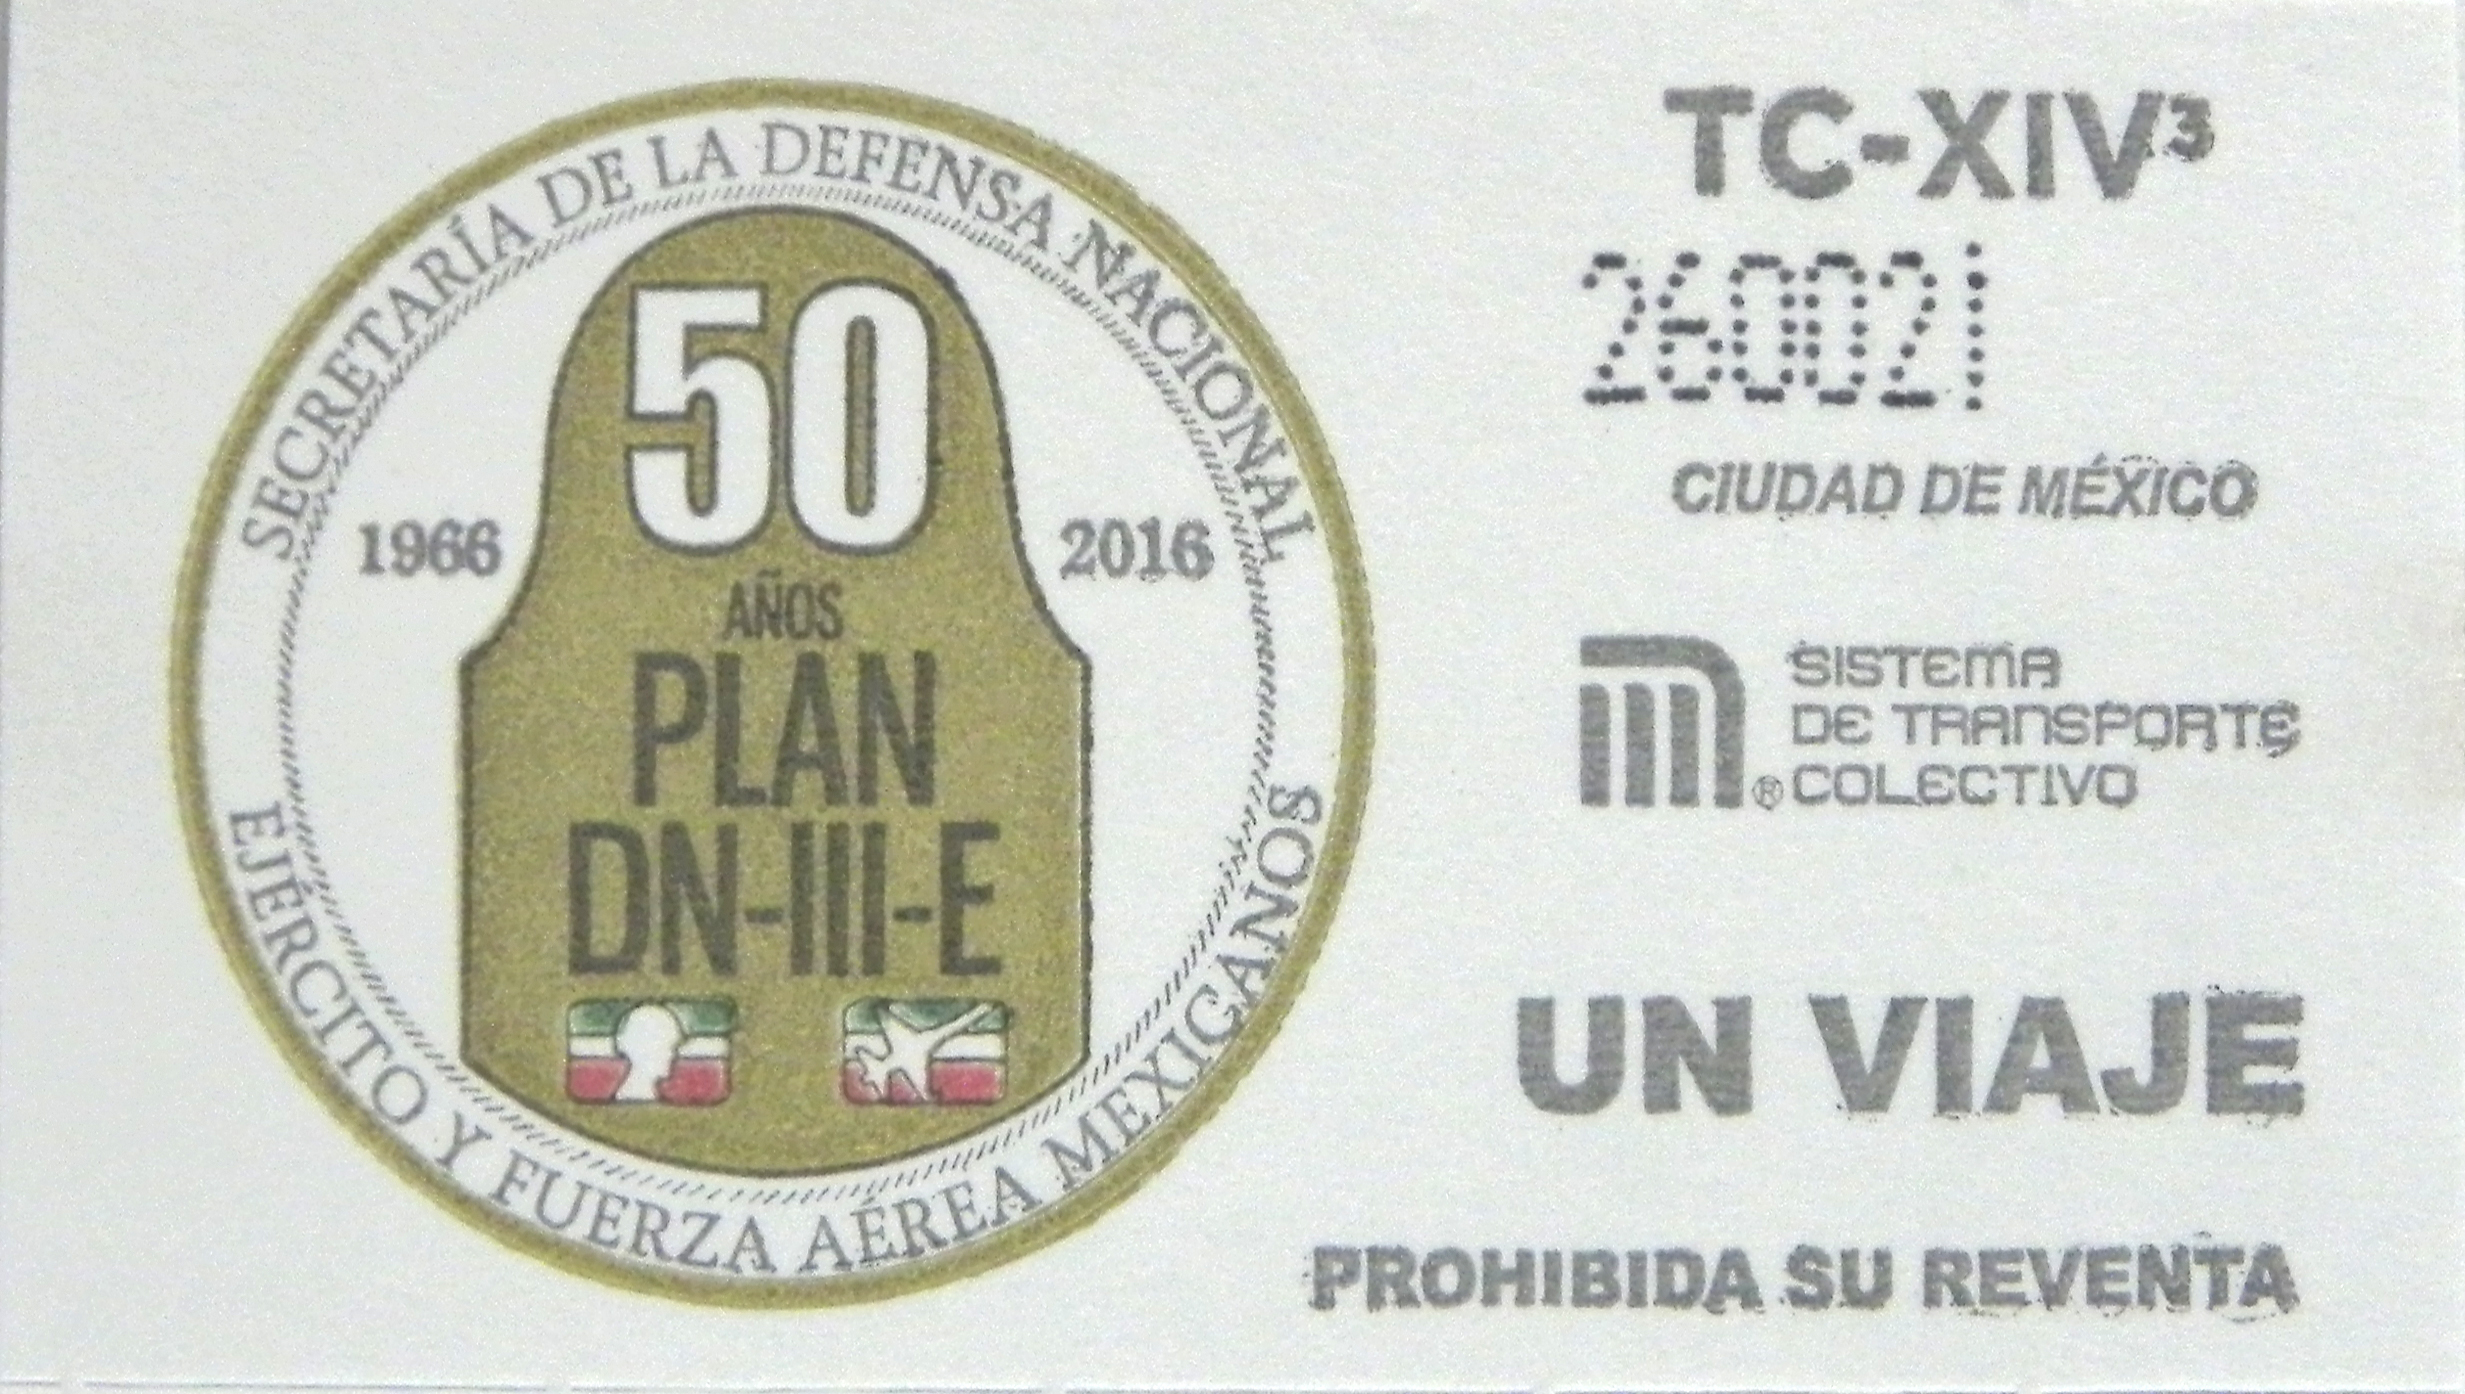 SECRETARÍA DE LA DEFENSA NACIONAL
50
1966
2016
AÑOS
PLAN
DN-III-E
EJÉRCITO Y FUERZA AÉREA MEXICANOS
TC-XIV³
260021
CIUDAD DE MÉXICO
SISTEMA
DE TRANSPORTE
COLECTIVO
®
UN VIAJE
PROHIBIDA SU REVENTA